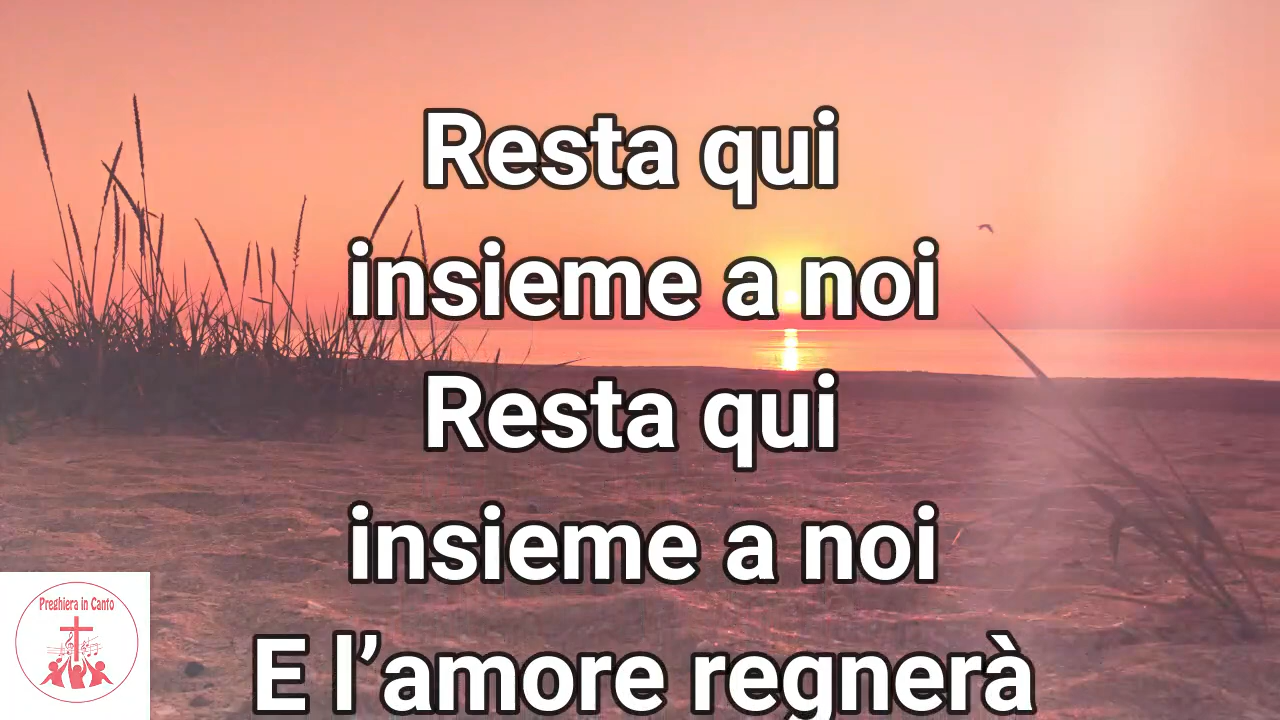 Resta qui
insieme a noi
Resta qui
insieme a noi
E l’amore regnerà
Preghiera in Canto